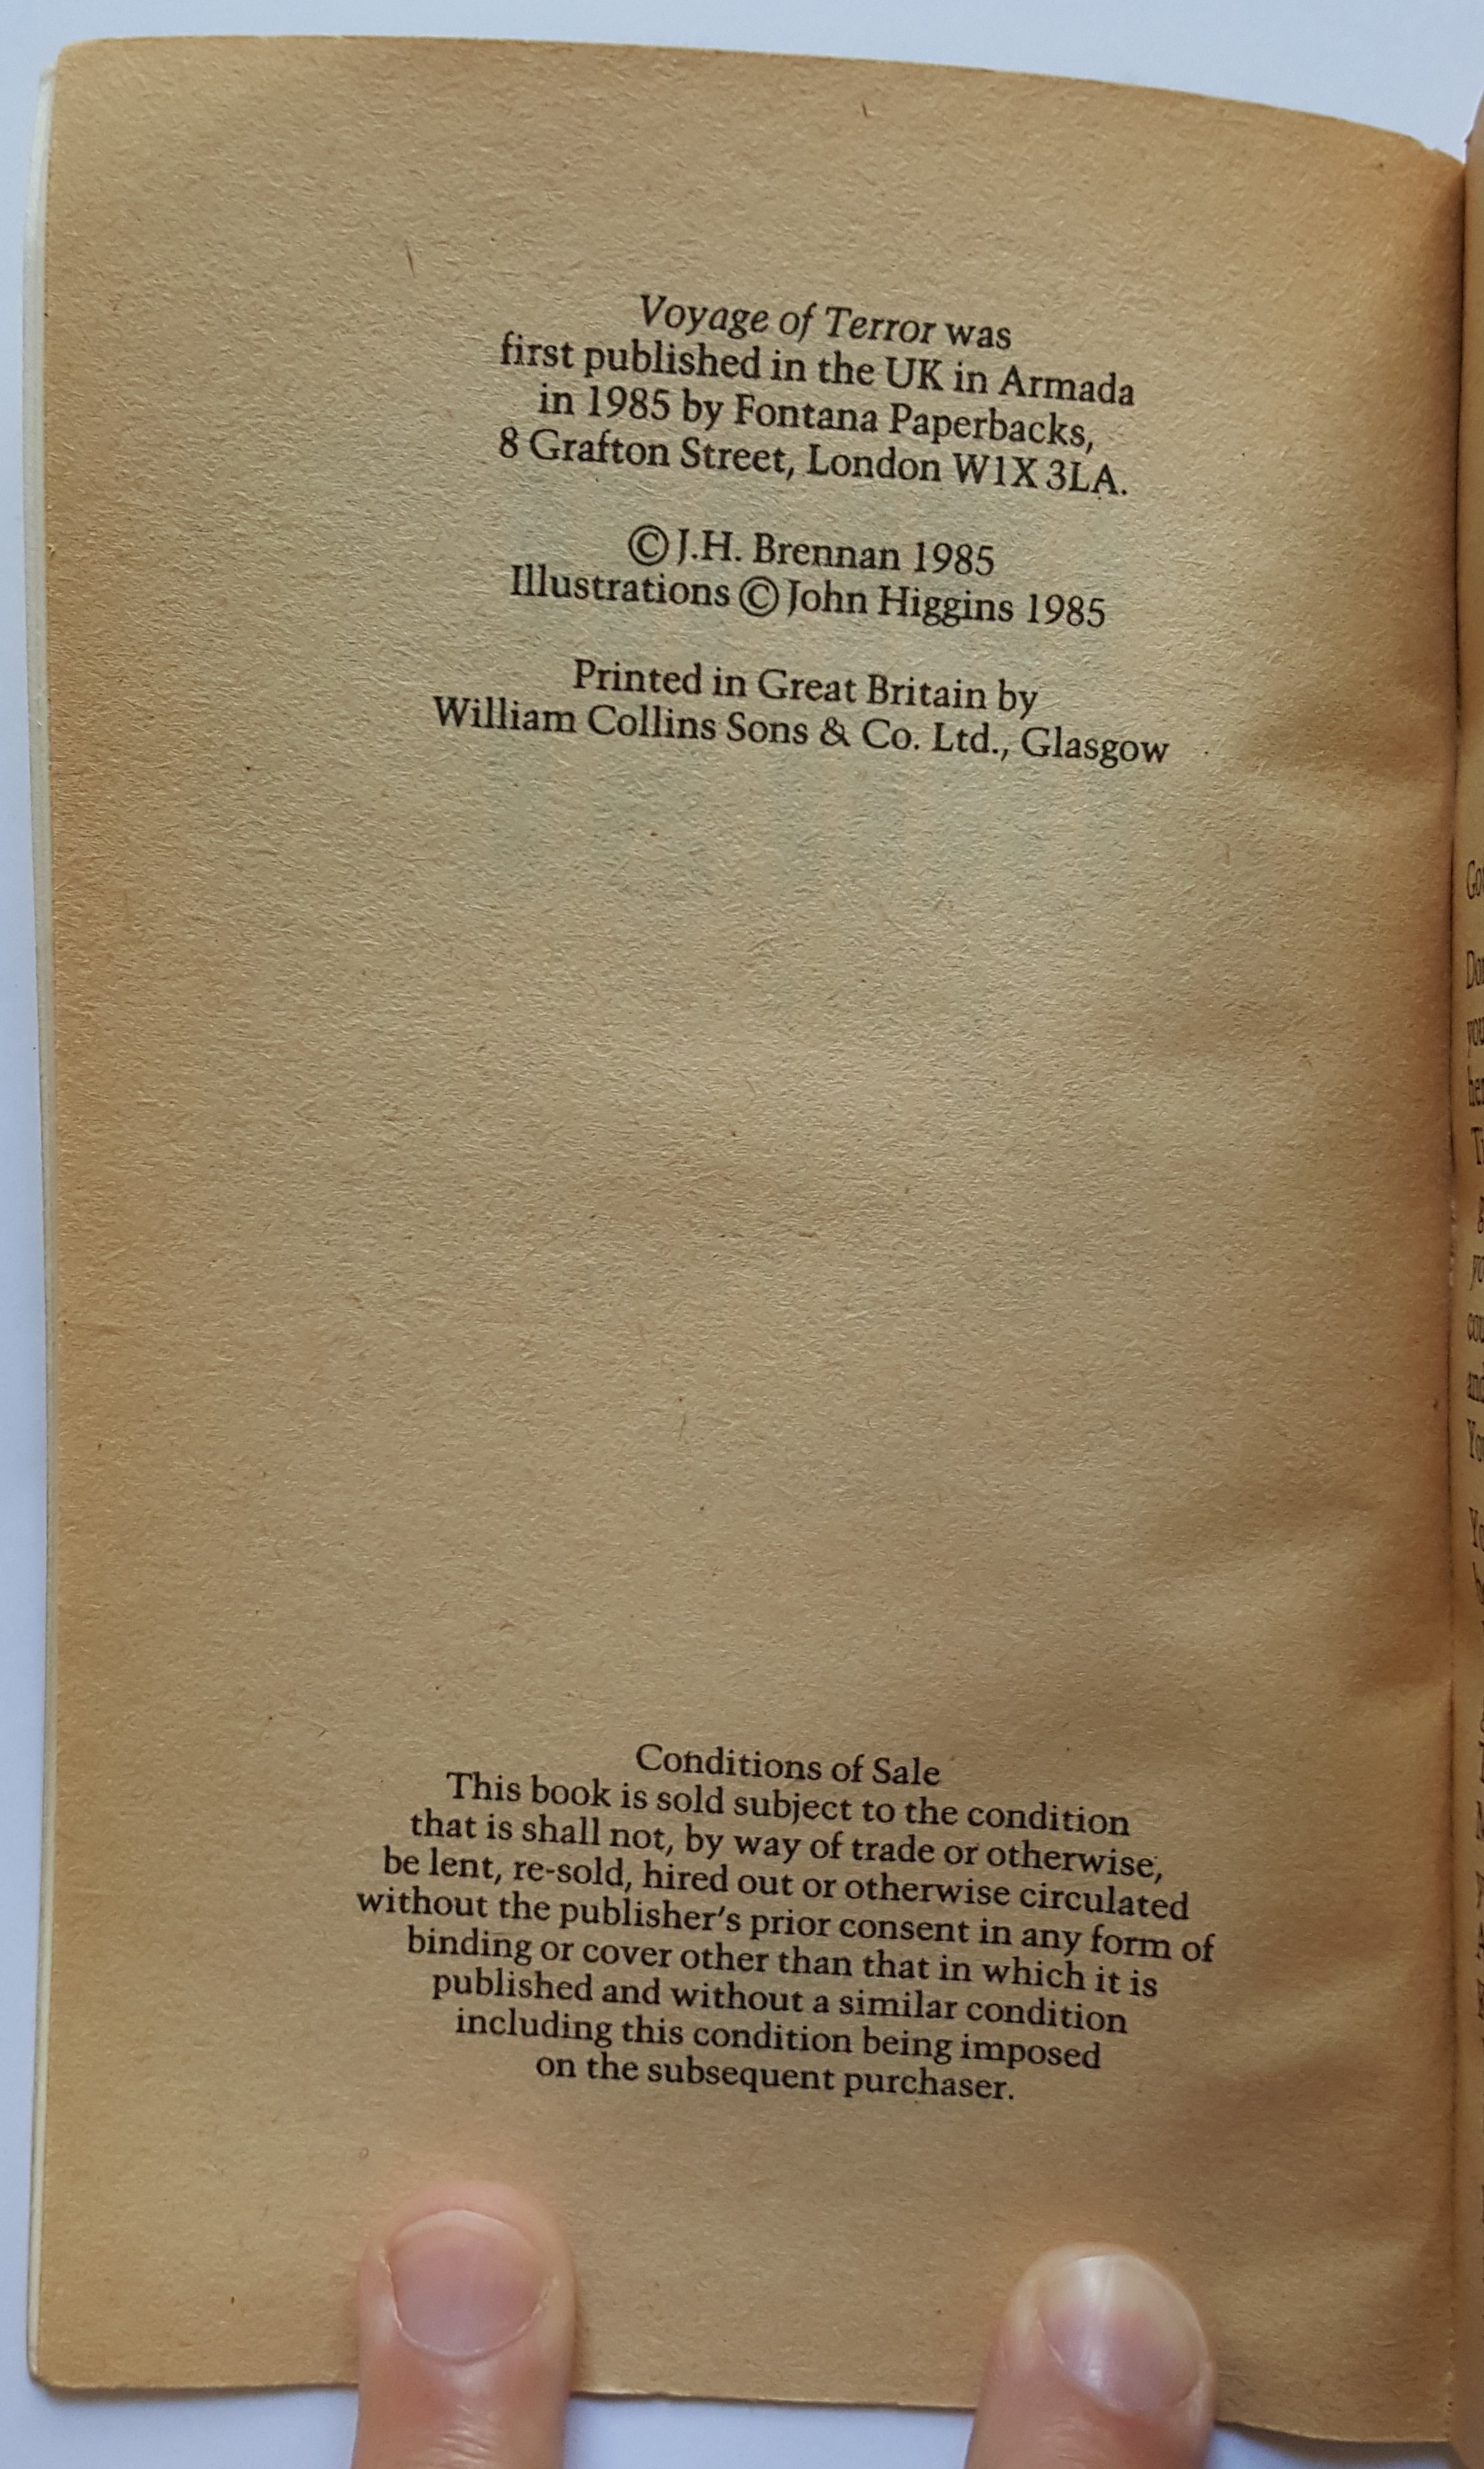 Voyage of Terror was
first published in the UK in Armada
in 1985 by Fontana Paperbacks,
8 Grafton Street, London W1X 3LA.
© J.H. Brennan 1985
Illustrations © John Higgins 1985
Printed in Great Britain by
William Collins Sons & Co. Ltd., Glasgow
Conditions of Sale
This book is sold subject to the condition
that is shall not, by way of trade or otherwise,
be lent, re-sold, hired out or otherwise circulated
without the publisher's prior consent in any form of
binding or cover other than that in which it is
published and without a similar condition
including this condition being imposed
on the subsequent purchaser.